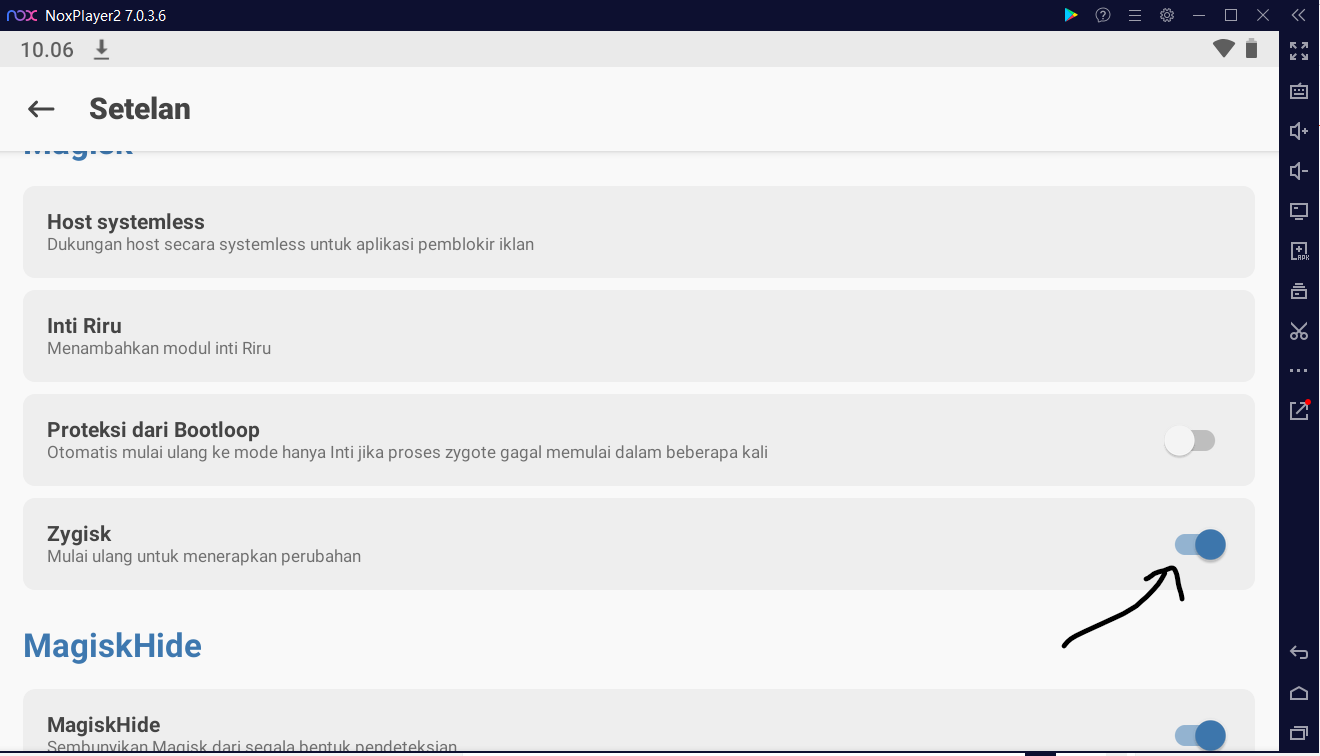 nox NoxPlayer2 7.0.3.6
10.06
Setelan
Magisk
Host systemless
Dukungan host secara systemless untuk aplikasi pemblokir iklan
Inti Riru
Menambahkan modul inti Riru
Proteksi dari Bootloop
Otomatis mulai ulang ke mode hanya Inti jika proses zygote gagal memulai dalam beberapa kali
Zygisk
Mulai ulang untuk menerapkan perubahan
MagiskHide
MagiskHide
Sembunyikan Magisk dari segala bentuk pendeteksian
APK